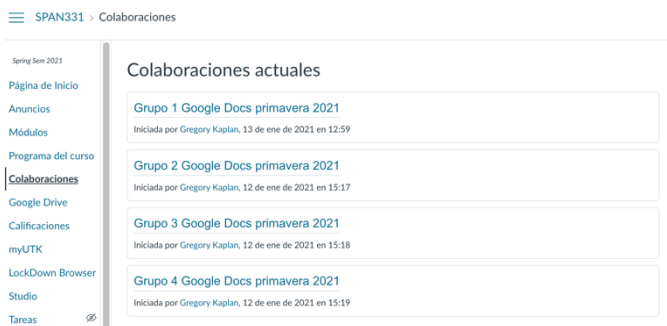 SPAN331 › Colaboraciones
Spring Sem 2021
Página de Inicio
Anuncios
Módulos
Programa del curso
Colaboraciones
Google Drive
Calificaciones
myUTK
LockDown Browser
Studio
Tareas
Colaboraciones actuales
Grupo 1 Google Docs primavera 2021
Iniciada por Gregory Kaplan, 13 de ene de 2021 en 12:59
Grupo 2 Google Docs primavera 2021
Iniciada por Gregory Kaplan, 12 de ene de 2021 en 15:17
Grupo 3 Google Docs primavera 2021
Iniciada por Gregory Kaplan, 12 de ene de 2021 en 15:18
Grupo 4 Google Docs primavera 2021
Iniciada por Gregory Kaplan, 12 de ene de 2021 en 15:19